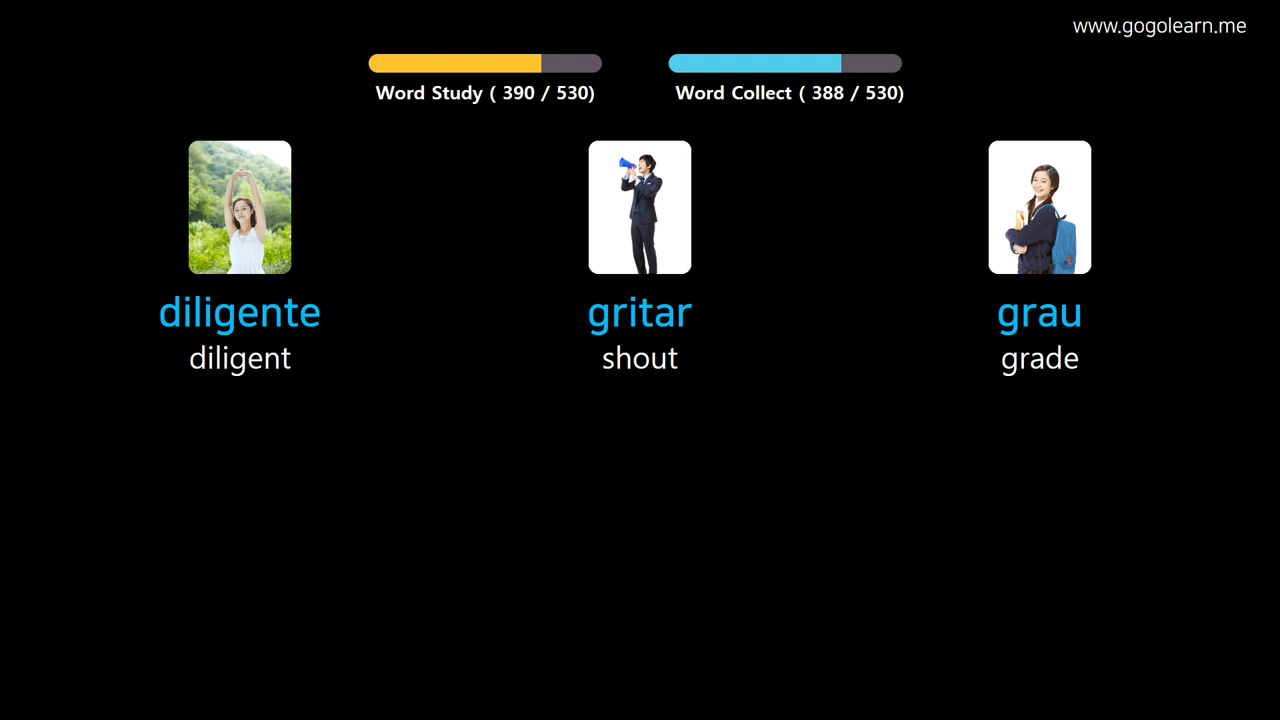 www.gogolearn.me
Word Study ( 390 / 530)
Word Collect ( 388 / 530)
diligente
gritar
grau
diligent
shout
grade